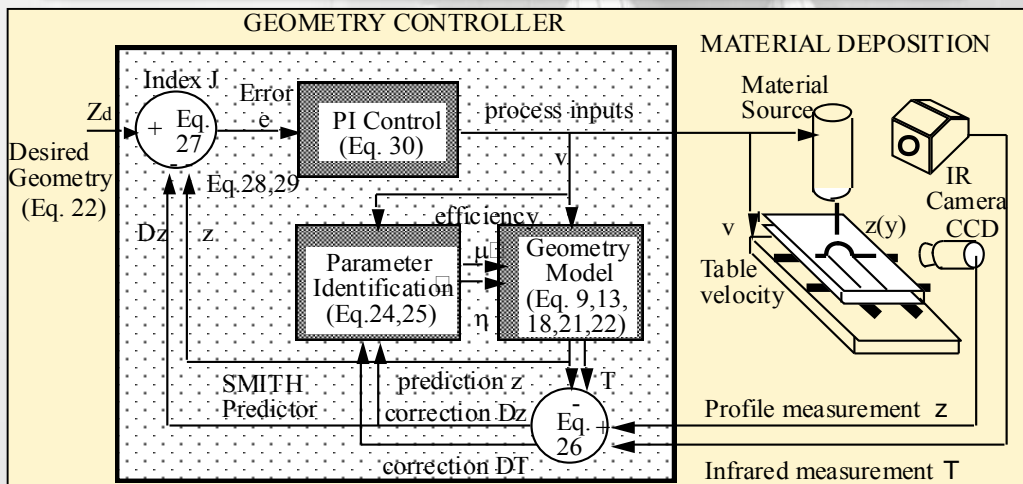 GEOMETRY CONTROLLER
MATERIAL DEPOSITION
Index J
Zd
+ Eq. 27
- -
Error
e
PI Control
(Eq. 30)
process inputs
v
Material
Source
Desired
Geometry
(Eq. 22)
Eq.28,29
Dz
z
efficiency
Parameter
Identification
(Eq.24,25)
μ
η
Geometry
Model
(Eq. 9,13,
18,21,22)
v
z(y)
IR
Camera
CCD
Table
velocity
SMITH
Predictor
prediction z
T
correction Dz
-
Eq. +
26
correction DT
Profile measurement z
Infrared measurement T